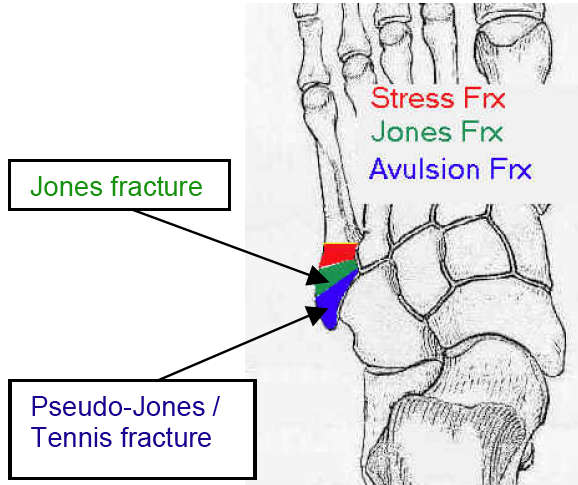 Stress Frx
Jones Frx
Avulsion Frx
Jones fracture
Pseudo-Jones /
Tennis fracture